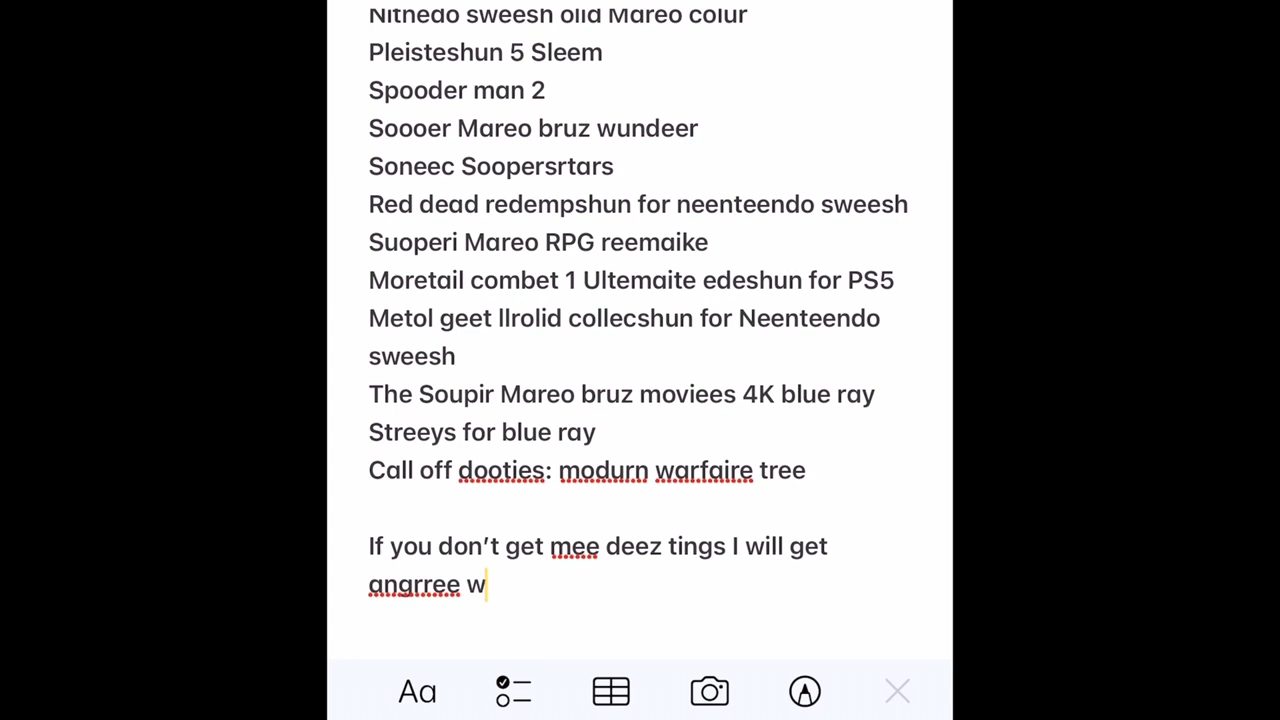 Nitnedo sweesh olid Mareo colur
Pleisteshun 5 Sleem
Spooder man 2
Soooer Mareo bruz wundeer
Soneec Soopersrtars
Red dead redempshun for neenteendo sweesh
Suoperi Mareo RPG reemaike
Moretail combet 1 Ultemaite edeshun for PS5
Metol geet llrolid collecshun for Neenteendo
sweesh
The Soupir Mareo bruz moviees 4K blue ray
Streeys for blue ray
Call off dooties: modurn warfaire tree
If you don’t get mee deez tings I will get
angrree w
Aa